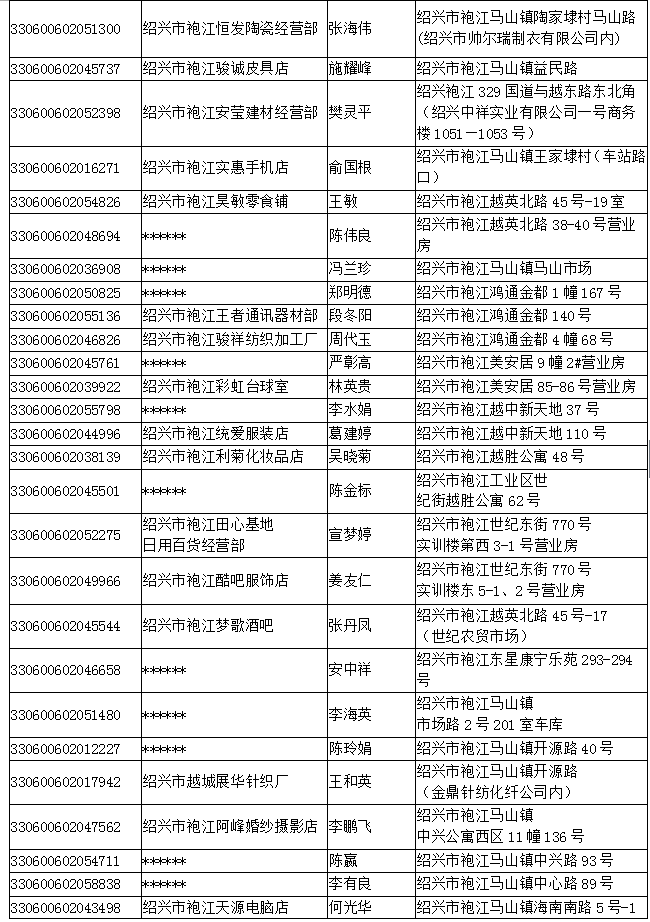 330600602051300 绍兴市袍江恒发陶瓷经营部 张海伟 绍兴市袍江马山镇陶家埭村马山路
(绍兴市帅尔瑞制衣有限公司内)
330600602045737 绍兴市袍江骏诚皮具店 施耀峰 绍兴市袍江马山镇益民路
330600602052398 绍兴市袍江安莹建材经营部 樊灵平 绍兴袍江 329 国道与越东路东北角
（绍兴中祥实业有限公司一号商务
楼 1051—1053 号）
330600602016271 绍兴市袍江实惠手机店 俞国根 绍兴市袍江马山镇王家埭村（车站路
口）
330600602054826 绍兴市袍江昊敏零食铺 王敏 绍兴市袍江越英北路 45 号-19 室
330600602048694 ****** 陈伟良 绍兴市袍江越英北路 38-40 号营业
房
330600602036908 ****** 冯兰珍 绍兴市袍江马山镇马山市场
330600602050825 ****** 郑明德 绍兴市袍江鸿通金都 1 幢 167 号
330600602055136 绍兴市袍江王者通讯器材部 段冬阳 绍兴市袍江鸿通金都 140 号
330600602046826 绍兴市袍江骏祥纺织加工厂 周代玉 绍兴市袍江鸿通金都 4 幢 68 号
330600602045761 ****** 严彰高 绍兴市袍江美安居 9 幢 2#营业房
330600602039922 绍兴市袍江彩虹台球室 林英贵 绍兴市袍江美安居 85-86 号营业房
330600602055798 ****** 李水娟 绍兴市袍江越中新天地 37 号
330600602044996 绍兴市袍江统爱服装店 葛建婷 绍兴市袍江越中新天地 110 号
330600602038139 绍兴市袍江利菊化妆品店 吴晓菊 绍兴市袍江越胜公寓 48 号
330600602045501 ****** 陈金标 绍兴市袍江工业区世
纪街越胜公寓 62 号
330600602052275 绍兴市袍江田心基地
日用百货经营部 宣梦婷 绍兴市袍江世纪东街 770 号
实训楼第西 3-1 号营业房
330600602049966 绍兴市袍江酷吧服饰店 姜友仁 绍兴市袍江世纪东街 770 号
实训楼东 5-1、2 号营业房
330600602045544 绍兴市袍江梦歌酒吧 张丹凤 绍兴市袍江越英北路 45 号-17
（世纪农贸市场）
330600602046658 ****** 安中祥 绍兴市袍江东星康宁乐苑 293-294
号
330600602051480 ****** 李海英 绍兴市袍江马山镇
市场路 2 号 201 室车库
330600602012227 ****** 陈玲娟 绍兴市袍江马山镇开源路 40 号
330600602017942 绍兴市越城展华针织厂 王和英 绍兴市袍江马山镇开源路
（金鼎针纺化纤公司内）
330600602047562 绍兴市袍江阿峰婚纱摄影店 李鹏飞 绍兴市袍江马山镇
中兴公寓西区 11 幢 136 号
330600602054711 ****** 陈嬴 绍兴市袍江马山镇中兴路 93 号
330600602058838 ****** 李有良 绍兴市袍江马山镇中心路 89 号
330600602043498 绍兴市袍江天源电脑店 何光华 绍兴市袍江马山镇海南南路 5 号-1